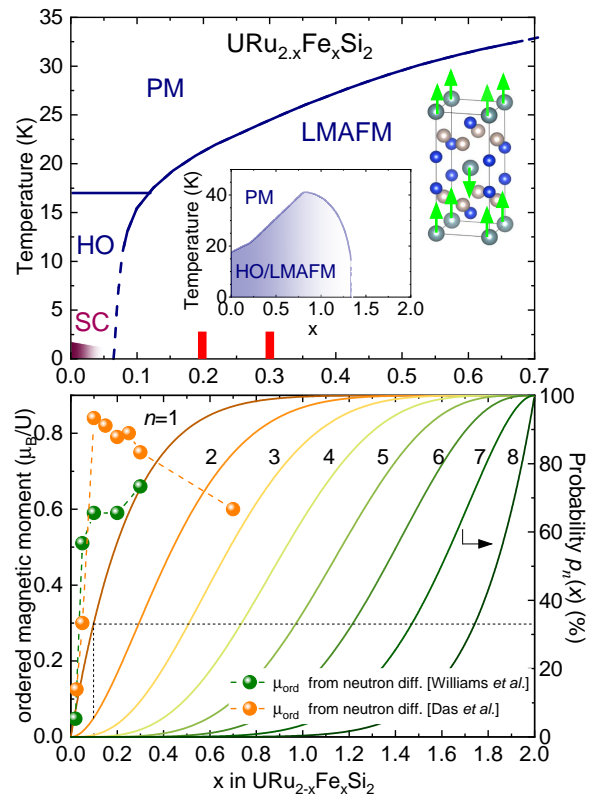 URu2-xFexSi2
PM
LMAFM
HO
SC
Temperature (K)
35
30
25
20
15
10
5
0
0.0 0.1 0.2 0.3 0.4 0.5 0.6 0.7
PM
HO/LMAFM
Temperature (K)
40
20
0
0.0 0.5 1.0 1.5 2.0
x
ordered magnetic moment (μB/U)
0.9
0.6
0.3
0.0
n=1
2
3
4
5
6
7
8
Probability pn(x) (%)
100
80
60
40
20
0
μord from neutron diff. [Williams et al.]
μord from neutron diff. [Das et al.]
0.0 0.2 0.4 0.6 0.8 1.0 1.2 1.4 1.6 1.8 2.0
x in URu2-xFexSi2